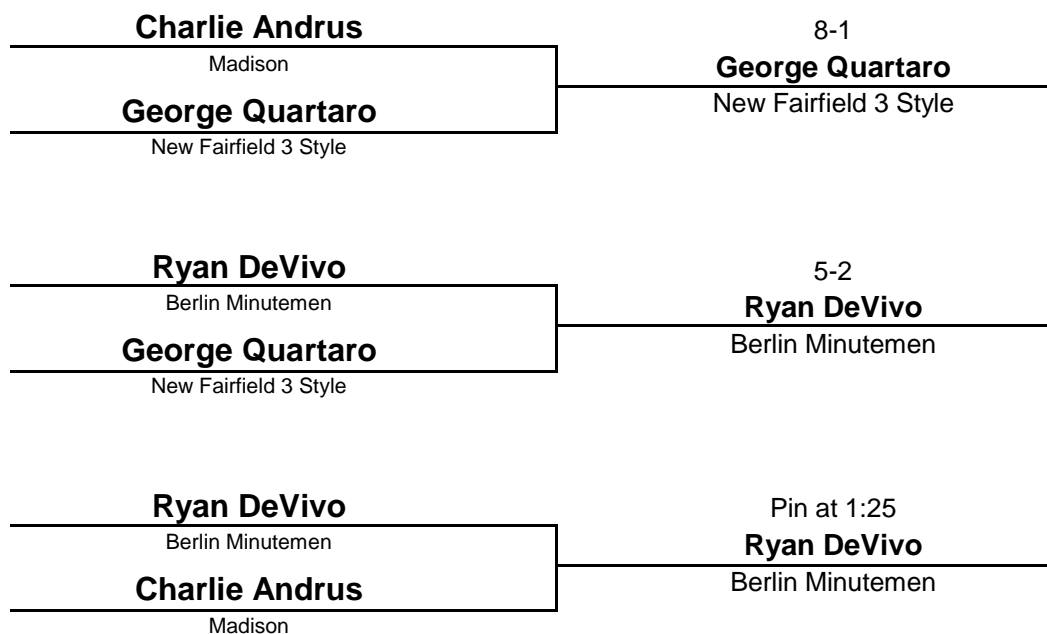 Charlie Andrus
Madison
George Quartaro
New Fairfield 3 Style
8-1
George Quartaro
New Fairfield 3 Style
Ryan DeVivo
Berlin Minutemen
George Quartaro
New Fairfield 3 Style
5-2
Ryan DeVivo
Berlin Minutemen
Ryan DeVivo
Berlin Minutemen
Charlie Andrus
Madison
Pin at 1:25
Ryan DeVivo
Berlin Minutemen